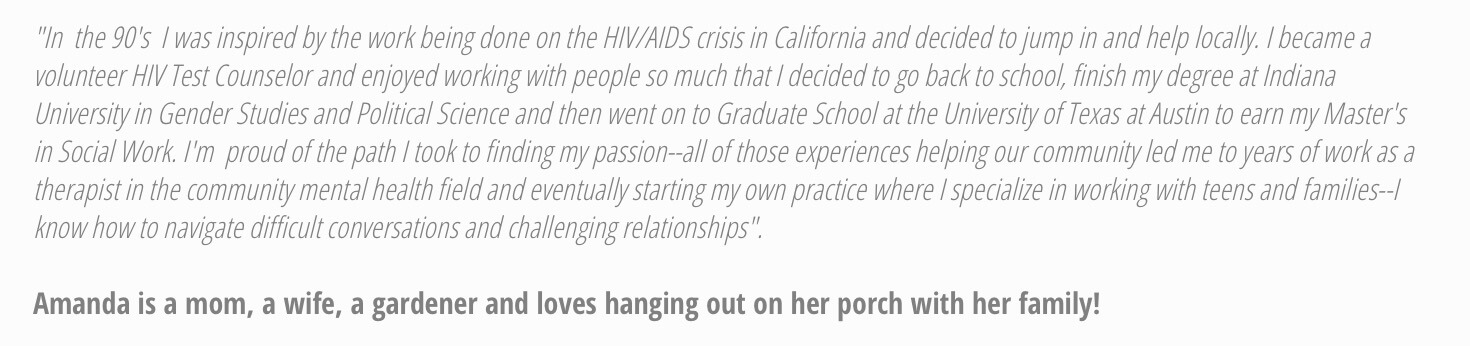 "In  the 90's  I was inspired by the work being done on the HIV/AIDS crisis in California and decided to jump in and help locally. I became a
volunteer HIV Test Counselor and enjoyed working with people so much that I decided to go back to school, finish my degree at Indiana
University in Gender Studies and Political Science and then went on to Graduate School at the University of Texas at Austin to earn my Master's
in Social Work. I'm  proud of the path I took to finding my passion--all of those experiences helping our community led me to years of work as a
therapist in the community mental health field and eventually starting my own practice where I specialize in working with teens and families--I
know how to navigate difficult conversations and challenging relationships".
Amanda is a mom, a wife, a gardener and loves hanging out on her porch with her family!